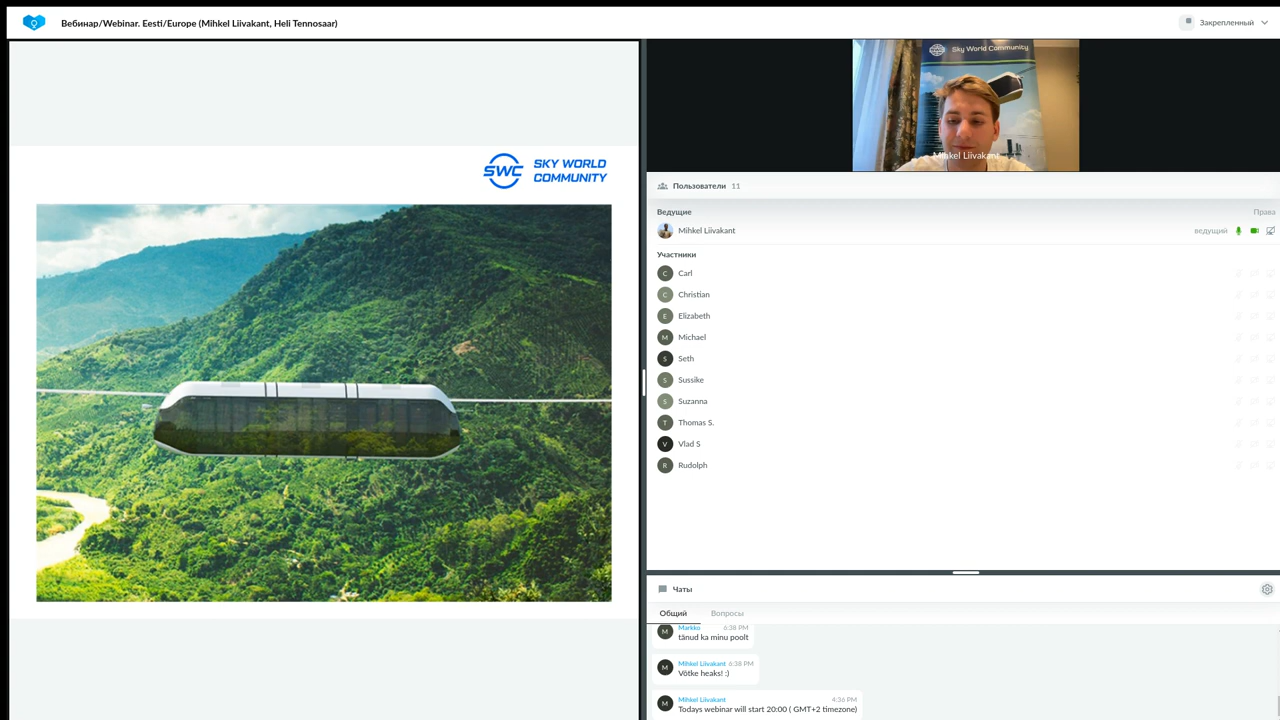 Вебинар/Webinar. Eesti/Europe (Mihkel Liivakant, Heli Tennosaar)
Закрепленный
SWC SKY WORLD
COMMUNITY
Sky World Community
Mihkel Liivakant
Пользователи 11
Ведущие Права
Mihkel Liivakant ведущий
Участники
C Carl
C Christian
E Elizabeth
M Michael
S Seth
S Sussike
S Suzanna
T Thomas S.
V Vlad S
R Rudolph
Чаты
Общий Вопросы
M Markko 6:38 PM
tänud ka minu poolt
M Mihkel Liivakant 6:38 PM
Võtke heaks! :)
M Mihkel Liivakant 4:36 PM
Todays webinar will start 20:00 ( GMT+2 timezone)